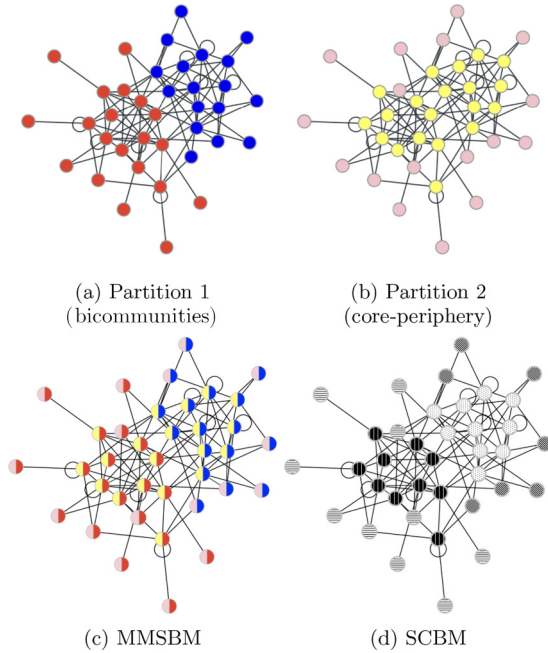 (a) Partition 1
(bicommunities)
(b) Partition 2
(core-periphery)
(c) MMSBM
(d) SCBM